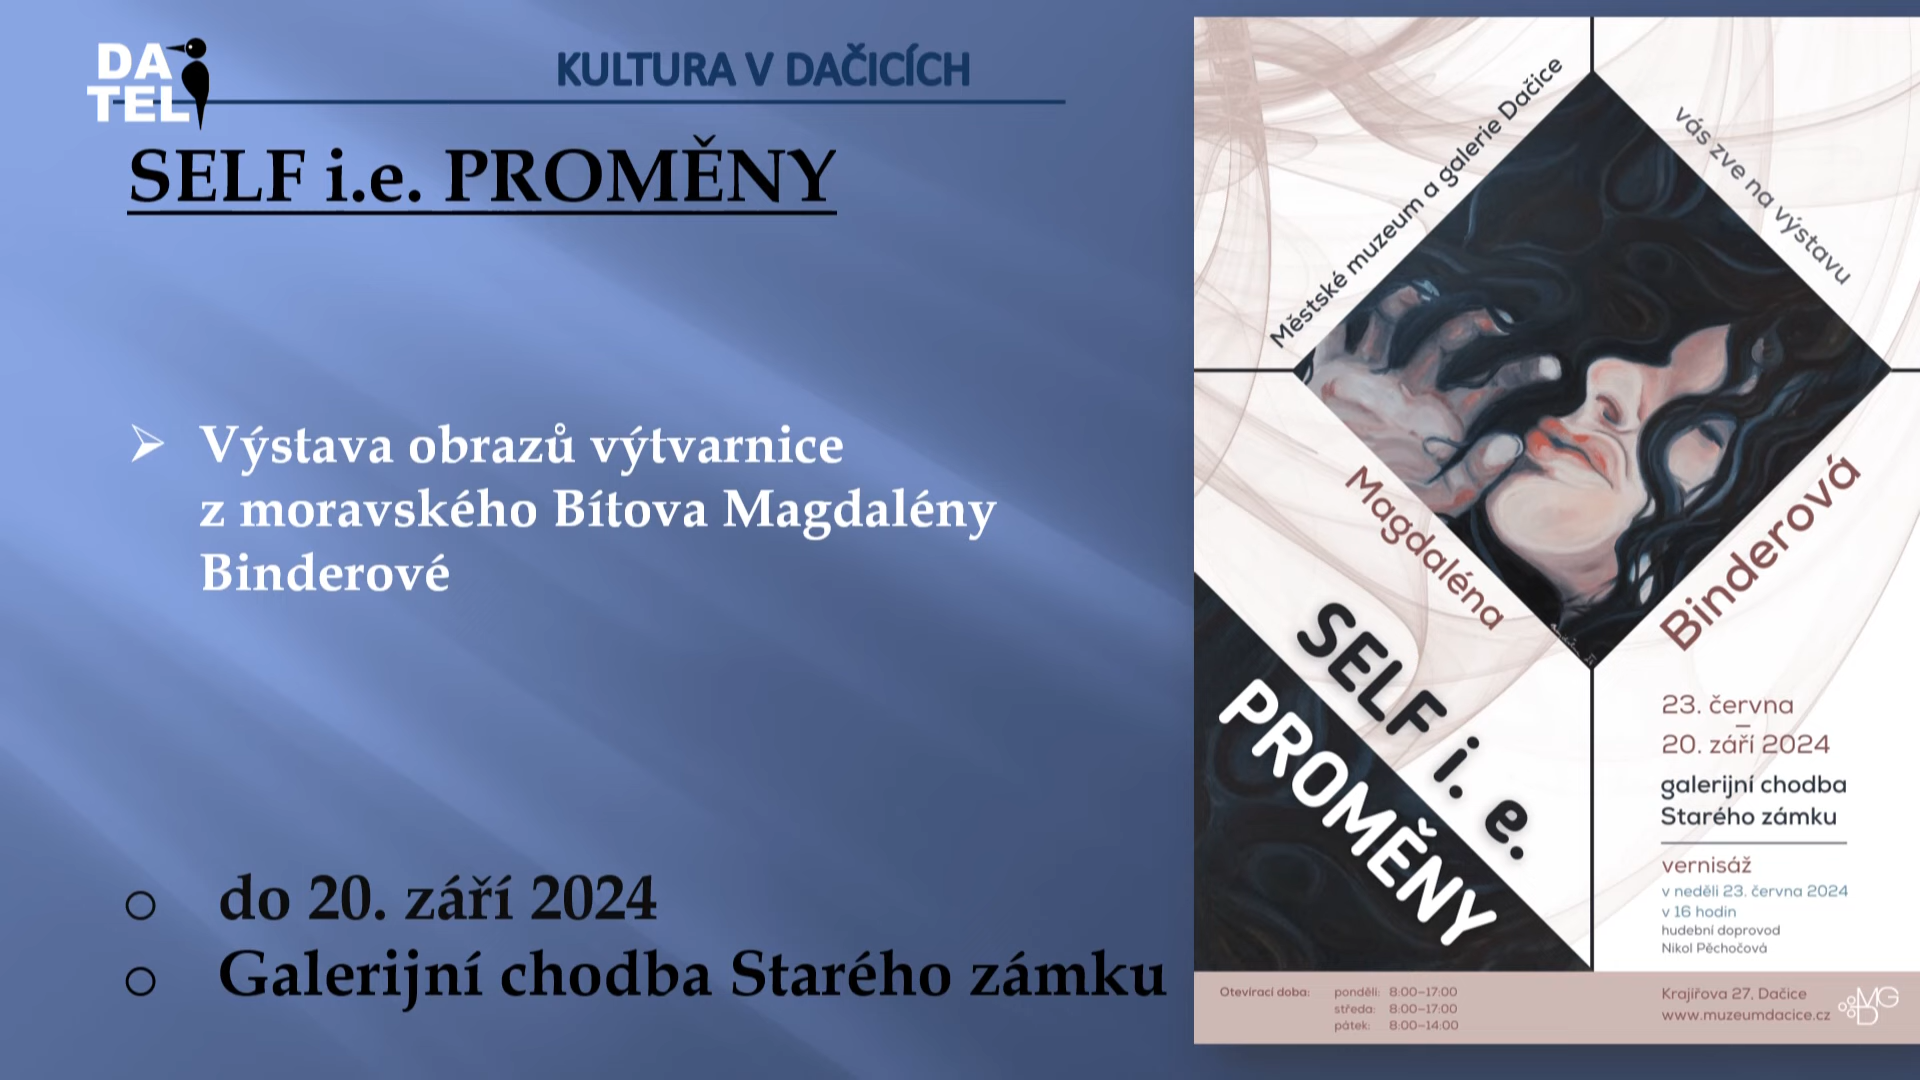 DA
TEL
KULTURA V DAČICÍCH
SELF i.e. PROMĚNY
Výstava obrazů výtvarnice
z moravského Bítova Magdalény
Binderové
do 20. září 2024
Galerijní chodba Starého zámku
Městské muzeum a galerie Dačice
vás zve na výstavu
Magdaléna
Binderová
SELF i. e.
PROMĚNY
23. června
–
20. září 2024
galerijní chodba
Starého zámku
vernisáž
v neděli 23. června 2024
v 16 hodin
hudební doprovod
Nikol Pěchočová
Otevírací doba: pondělí: 8:00–17:00
středa: 8:00–17:00
pátek: 8:00–14:00
Krajířova 27, Dačice
www.muzeumdacice.cz
MG
D